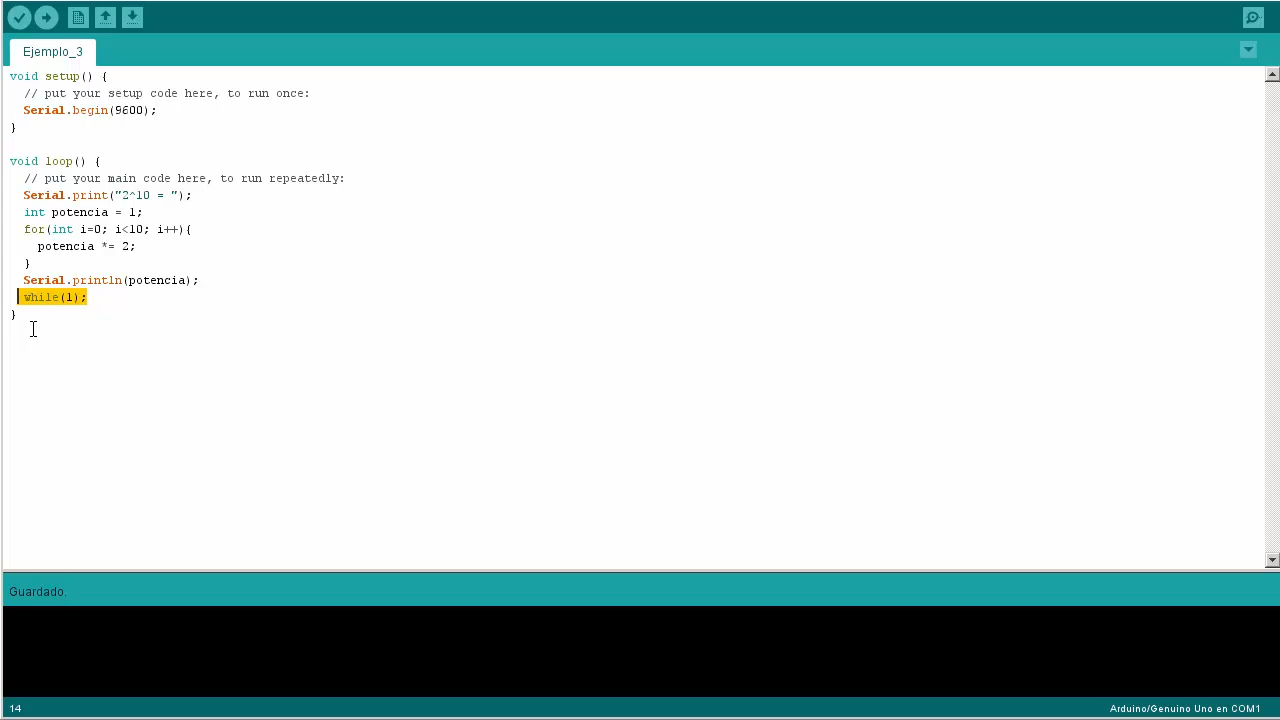 Ejemplo_3
void setup() {
  // put your setup code here, to run once:
  Serial.begin(9600);
}
void loop() {
  // put your main code here, to run repeatedly:
  Serial.print("2^10 = ");
  int potencia = 1;
  for(int i=0; i<10; i++){
    potencia *= 2;
  }
  Serial.println(potencia);
  while(1);
}
Guardado.
14 Arduino/Genuino Uno en COM1